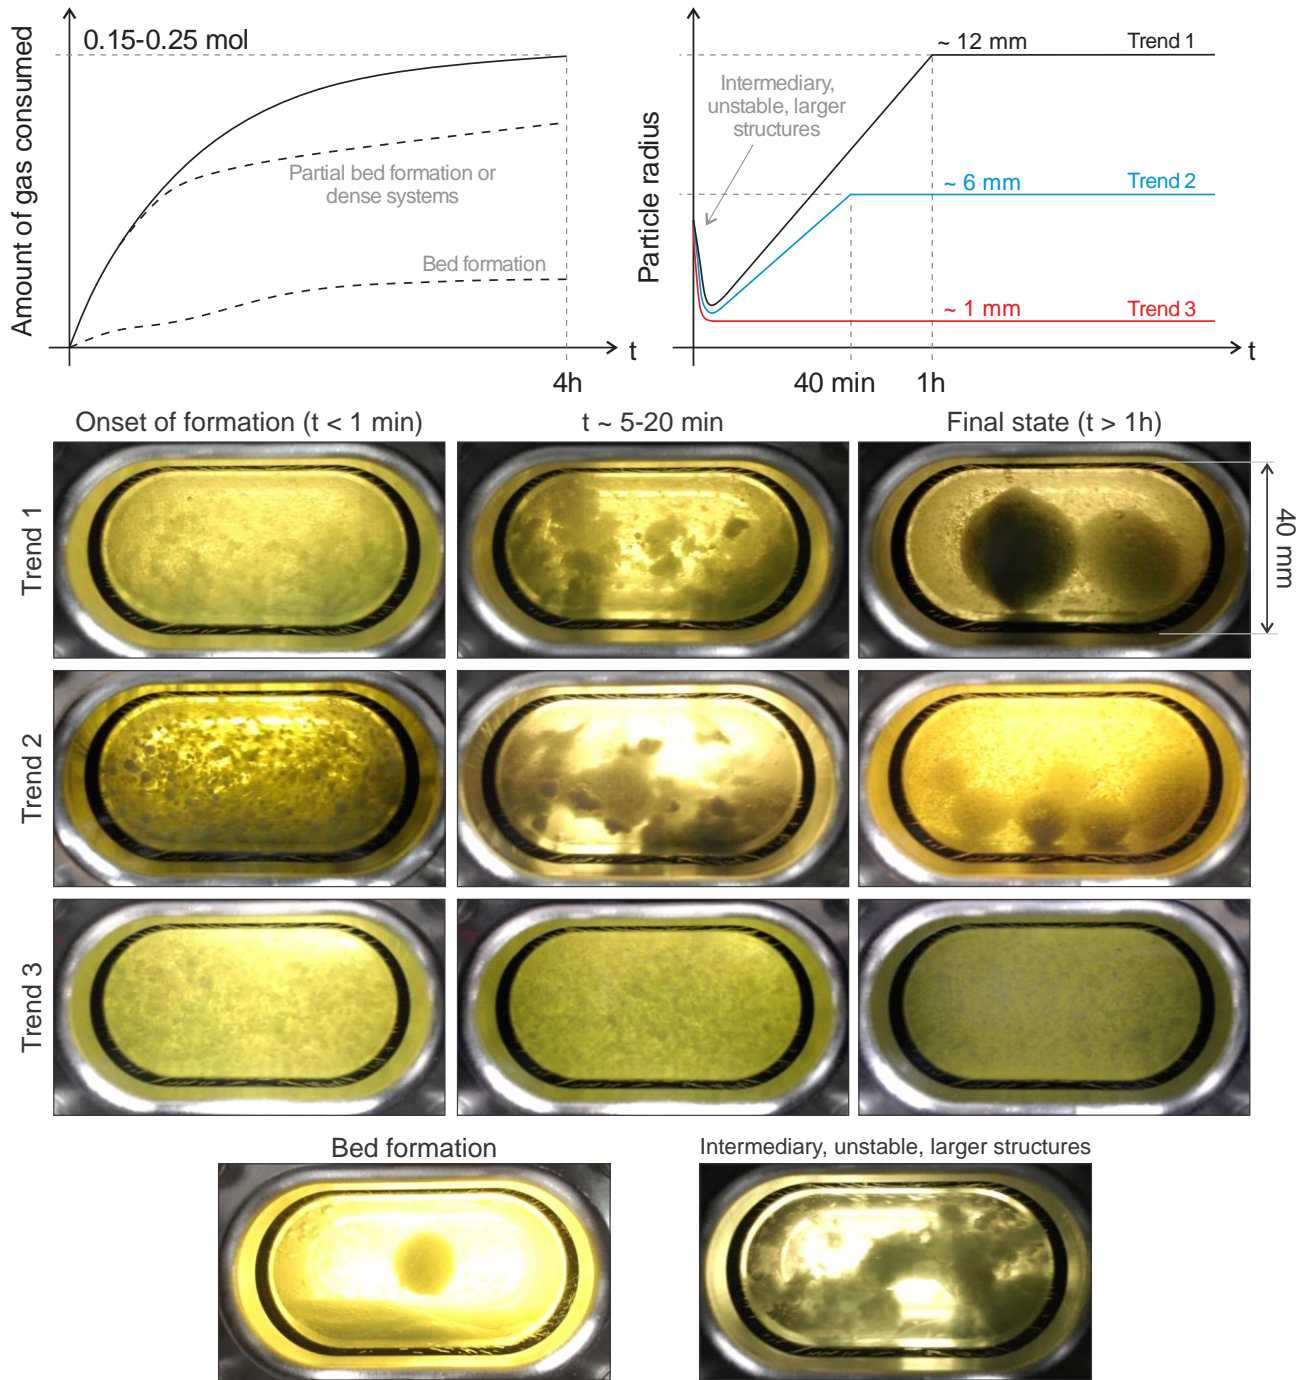 Amount of gas consumed
0.15-0.25 mol
Partial bed formation or
dense systems
Bed formation
t
4h
Particle radius
Intermediary,
unstable, larger
structures
~ 12 mm
Trend 1
~ 6 mm
Trend 2
~ 1 mm
Trend 3
t
40 min
1h
Onset of formation (t < 1 min)
t ~ 5-20 min
Final state (t > 1h)
Trend 1
40 mm
Trend 2
Trend 3
Bed formation
Intermediary, unstable, larger structures